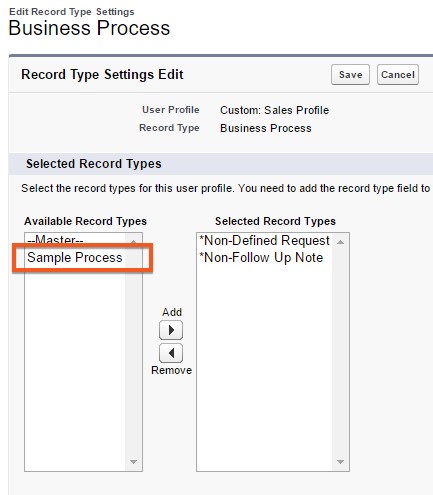 Edit Record Type Settings
Business Process
Record Type Settings Edit
Save
Cancel
User Profile Custom: Sales Profile
Record Type Business Process
Selected Record Types
Select the record types for this user profile. You need to add the record type field to
Available Record Types
--Master--
Sample Process
Add
Remove
Selected Record Types
*Non-Defined Request
*Non-Follow Up Note